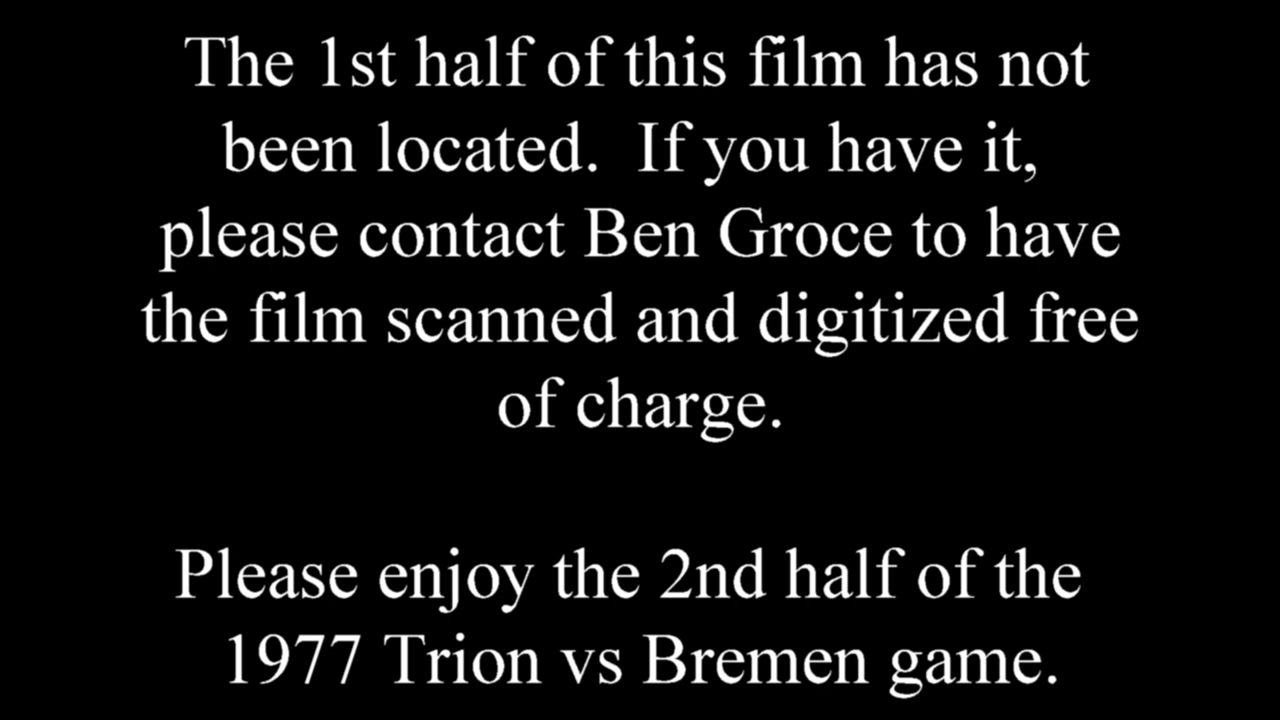 The 1st half of this film has not
been located.  If you have it,
please contact Ben Groce to have
the film scanned and digitized free
of charge.
Please enjoy the 2nd half of the
1977 Trion vs Bremen game.